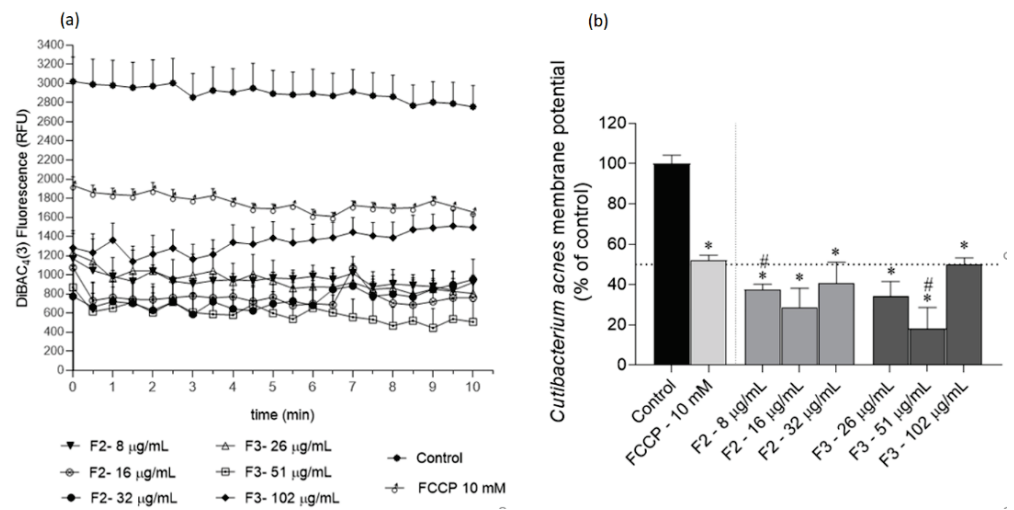 (a)
(b)
DiBAC4(3) Fluorescence (RFU)
3400
3200
3000
2800
2600
2400
2200
2000
1800
1600
1400
1200
1000
800
600
400
200
0
0 1 2 3 4 5 6 7 8 9 10
time (min)
F2- 8 µg/mL
F2- 16 µg/mL
F2- 32 µg/mL
F3- 26 µg/mL
F3- 51 µg/mL
F3- 102 µg/mL
Control
FCCP 10 mM
Cutibacterium acnes membrane potential
(% of control)
120
100
80
60
40
20
0
*
#
*
*
*
*
#
*
*
Control
FCCP - 10 mM
F2 - 8 µg/mL
F2 - 16 µg/mL
F2 - 32 µg/mL
F3 - 26 µg/mL
F3 - 51 µg/mL
F3 - 102 µg/mL